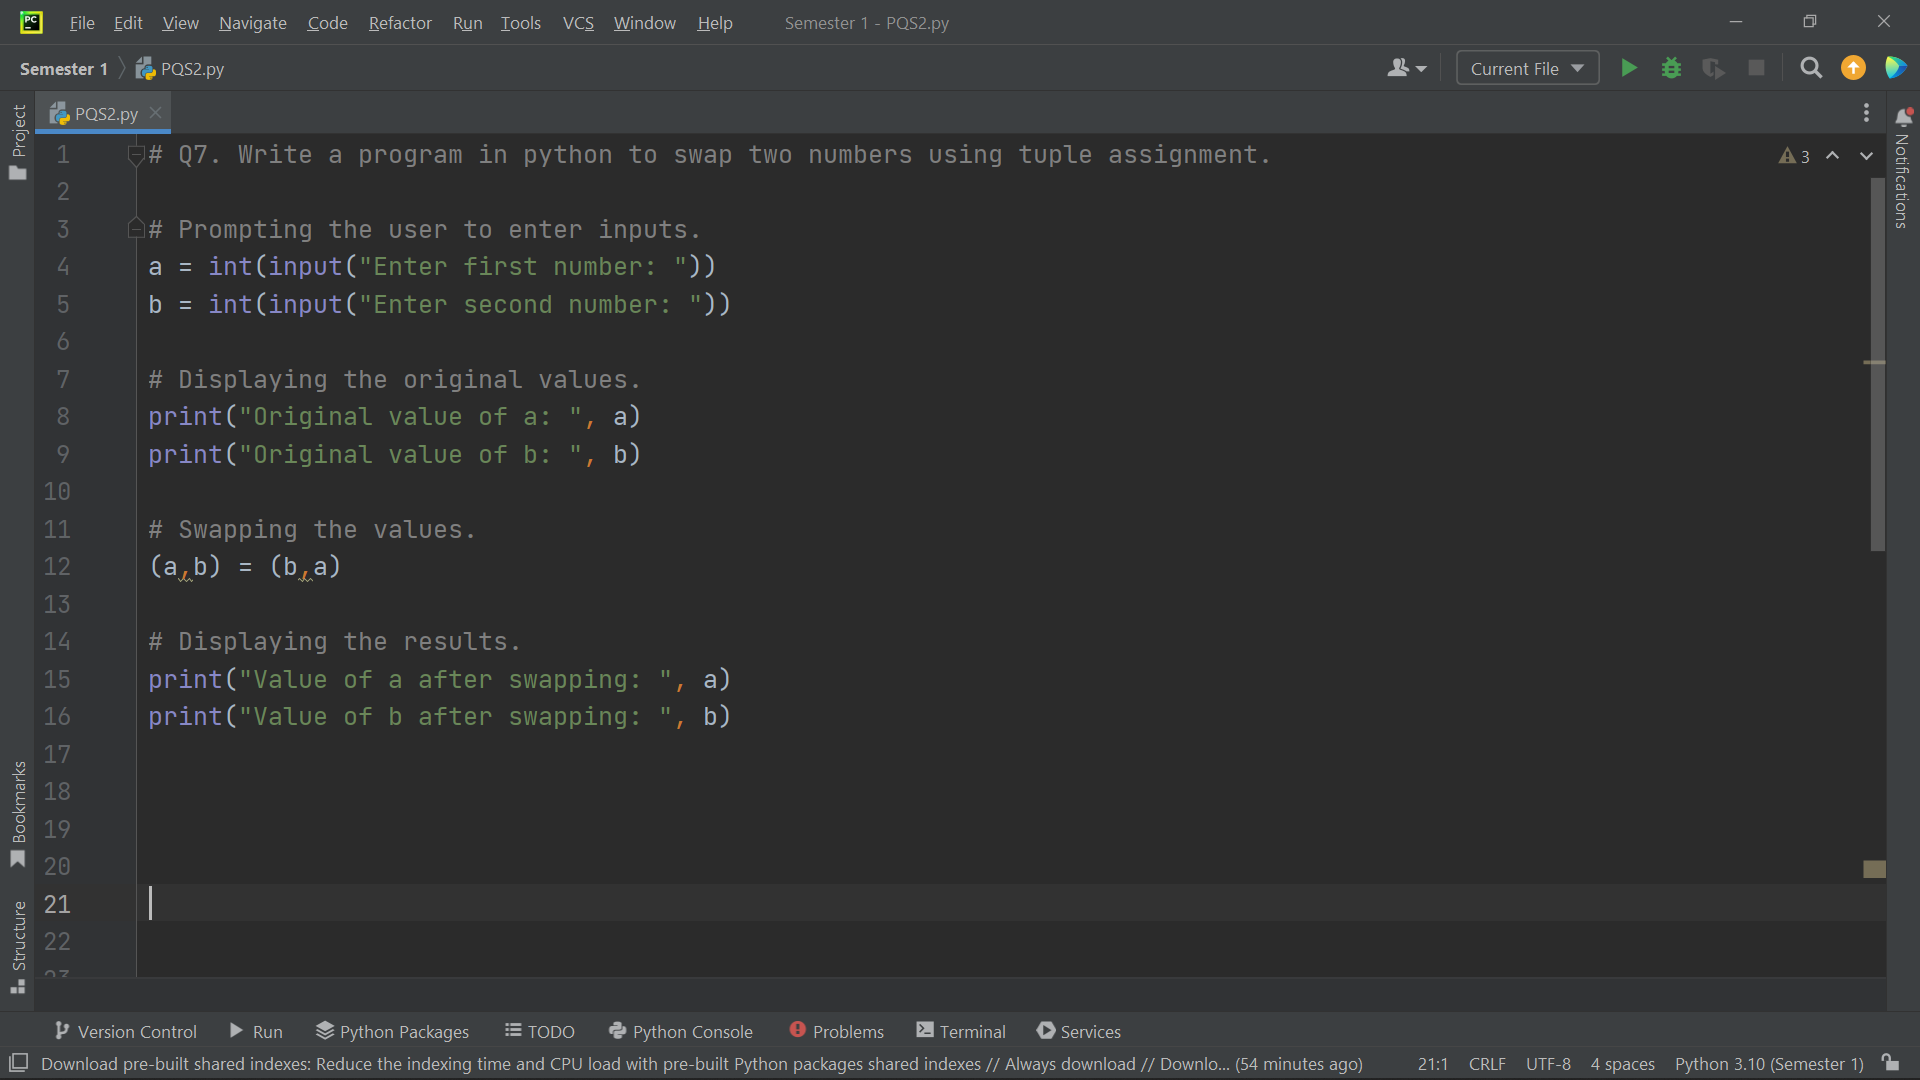 PC File Edit View Navigate Code Refactor Run Tools VCS Window Help Semester 1 - PQS2.py
Semester 1 PQS2.py Current File
PQS2.py
Project
Notifications
3
1 # Q7. Write a program in python to swap two numbers using tuple assignment.
2
3 # Prompting the user to enter inputs.
4 a = int(input("Enter first number: "))
5 b = int(input("Enter second number: "))
6
7 # Displaying the original values.
8 print("Original value of a: ", a)
9 print("Original value of b: ", b)
10
11 # Swapping the values.
12 (a,b) = (b,a)
13
14 # Displaying the results.
15 print("Value of a after swapping: ", a)
16 print("Value of b after swapping: ", b)
17
18
19
20
21
22
23
Bookmarks
Structure
Version Control Run Python Packages TODO Python Console Problems Terminal Services
Download pre-built shared indexes: Reduce the indexing time and CPU load with pre-built Python packages shared indexes // Always download // Downlo... (54 minutes ago) 21:1 CRLF UTF-8 4 spaces Python 3.10 (Semester 1)